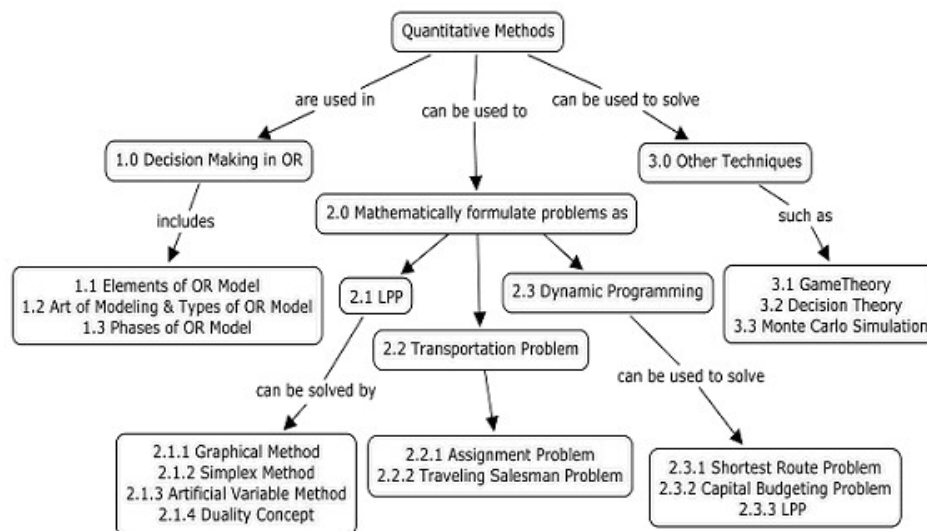 Quantitative Methods
are used in
can be used to
can be used to solve
1.0 Decision Making in OR
3.0 Other Techniques
includes
2.0 Mathematically formulate problems as
such as
1.1 Elements of OR Model
1.2 Art of Modeling & Types of OR Model
1.3 Phases of OR Model
2.1 LPP
2.3 Dynamic Programming
3.1 GameTheory
3.2 Decision Theory
3.3 Monte Carlo Simulation
2.2 Transportation Problem
can be solved by
can be used to solve
2.1.1 Graphical Method
2.1.2 Simplex Method
2.1.3 Artificial Variable Method
2.1.4 Duality Concept
2.2.1 Assignment Problem
2.2.2 Traveling Salesman Problem
2.3.1 Shortest Route Problem
2.3.2 Capital Budgeting Problem
2.3.3 LPP